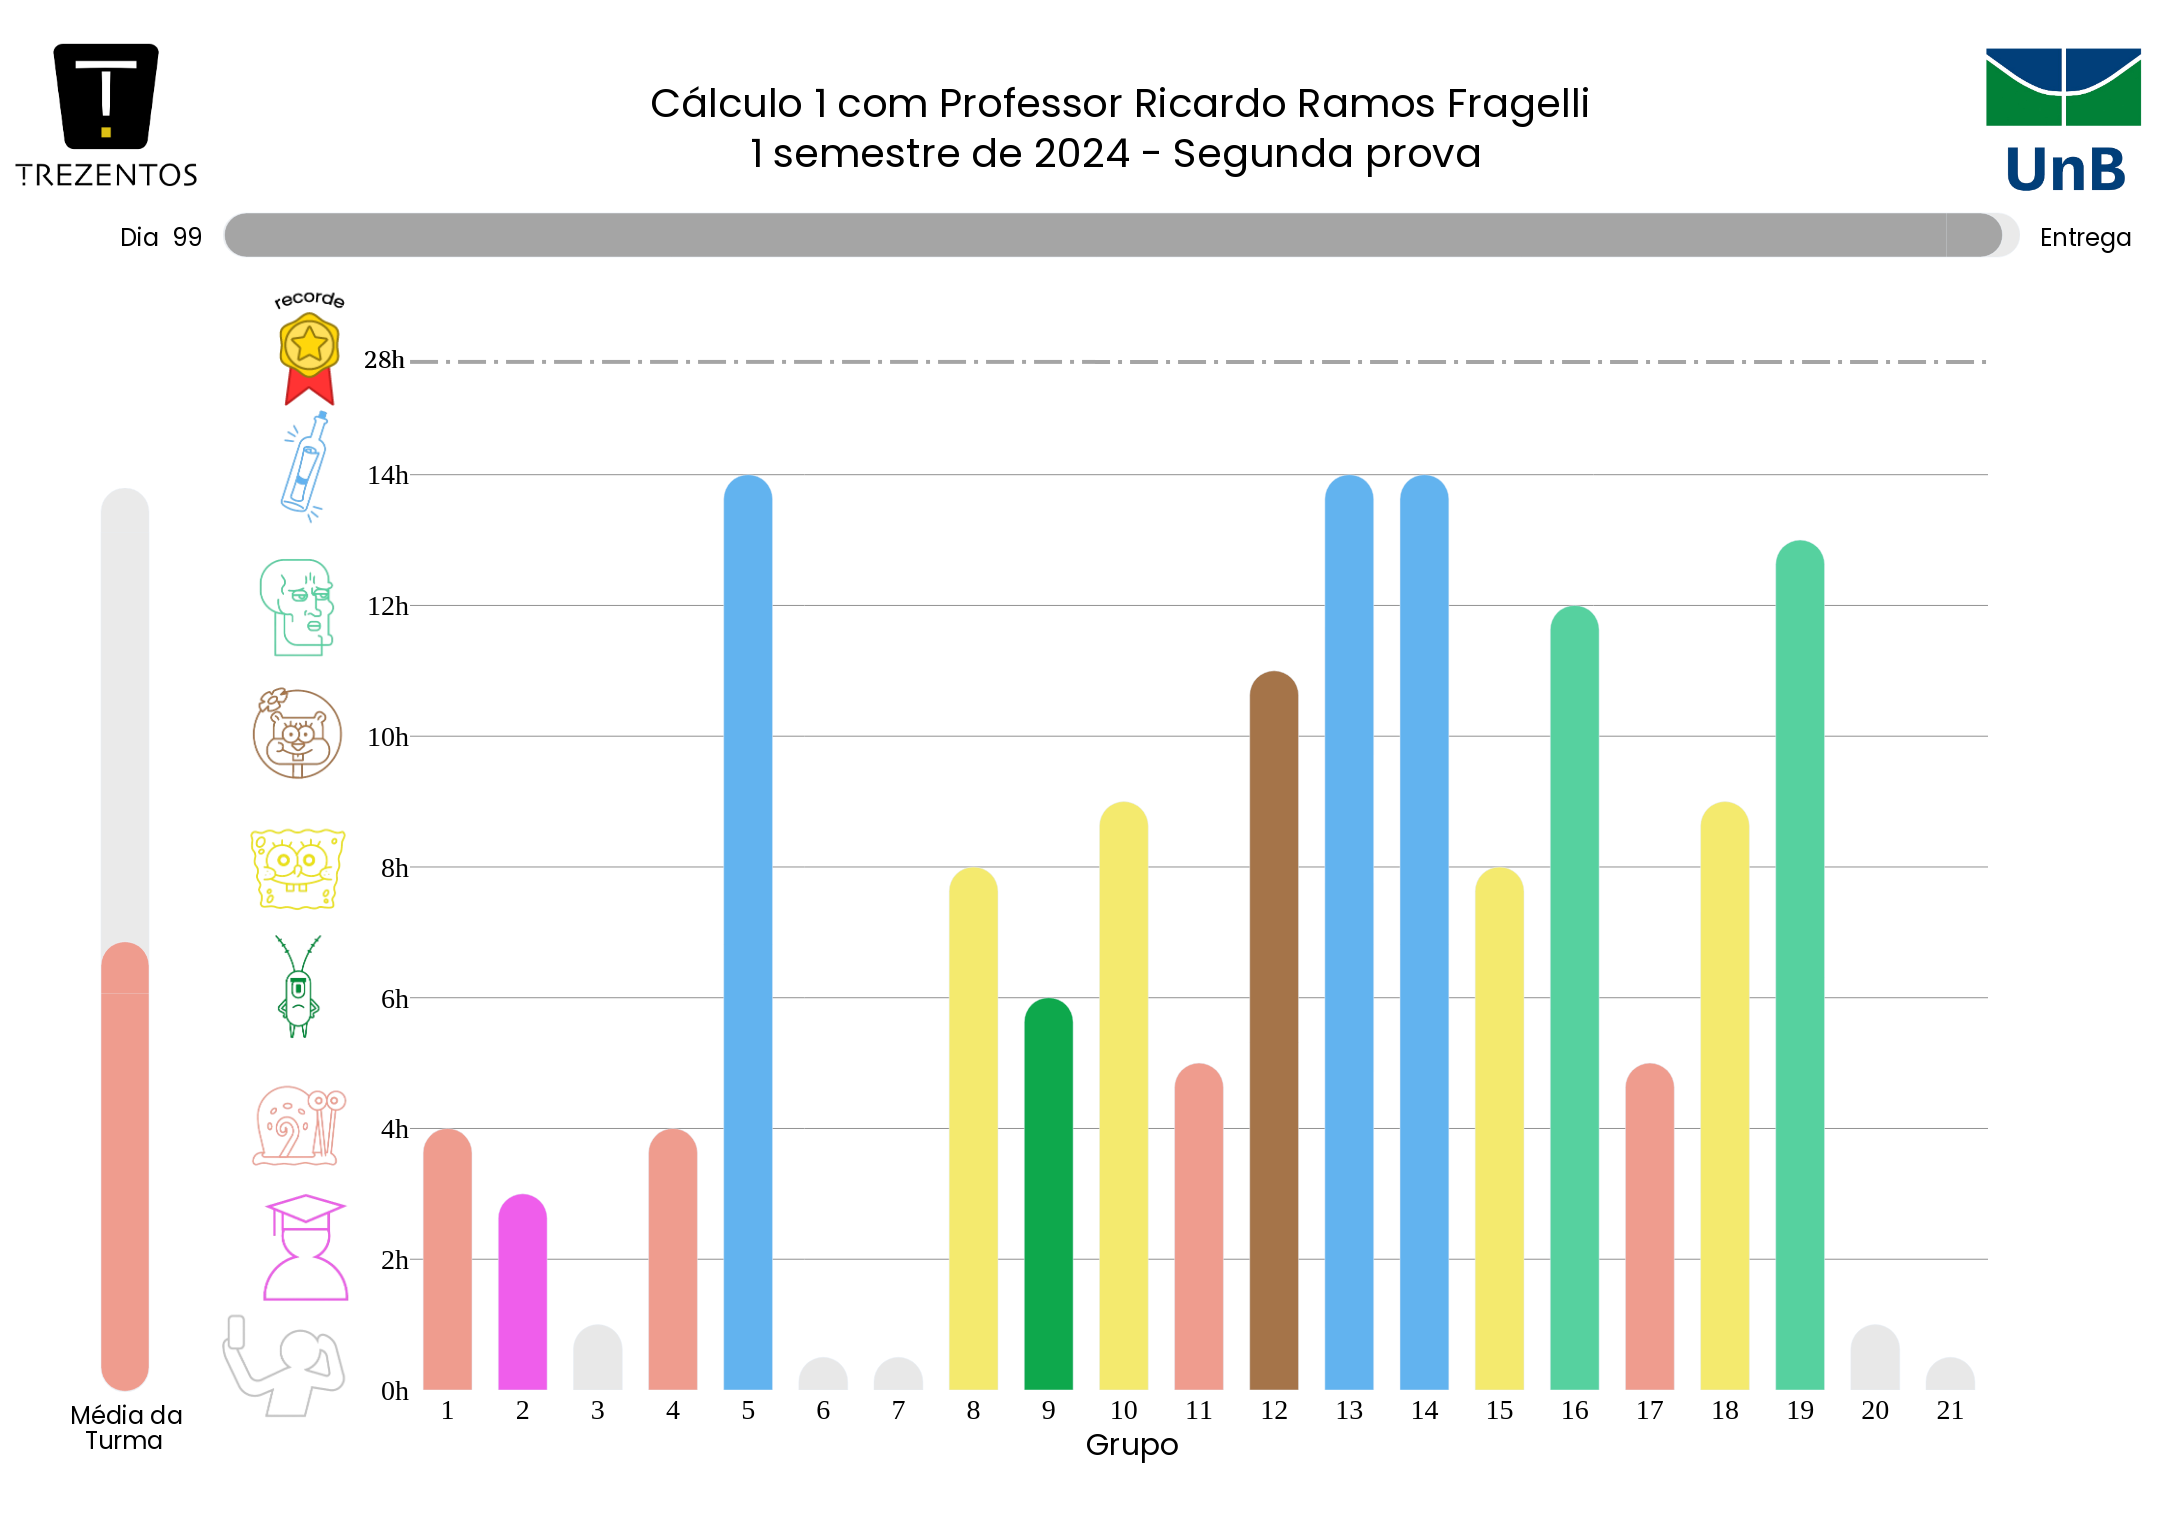 TREZENTOS
Cálculo 1 com Professor Ricardo Ramos Fragelli
1 semestre de 2024 - Segunda prova
UnB
Dia 99
Entrega
recorde
28h
14h
12h
10h
8h
6h
4h
2h
0h
1 2 3 4 5 6 7 8 9 10 11 12 13 14 15 16 17 18 19 20 21
Grupo
Média da
Turma